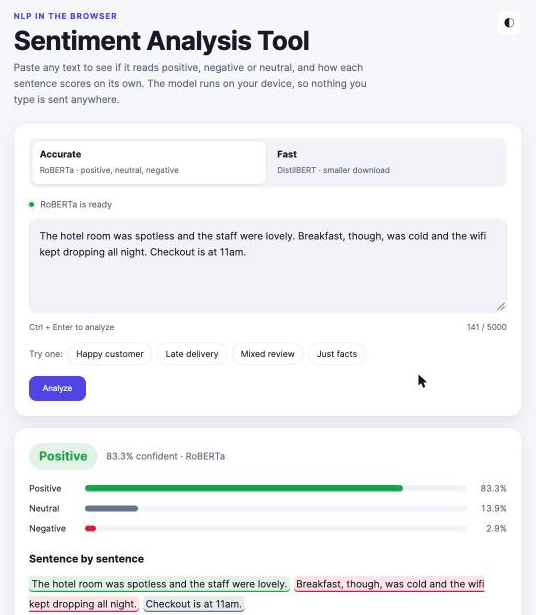 NLP IN THE BROWSER
Sentiment Analysis Tool
Paste any text to see if it reads positive, negative or neutral, and how each
sentence scores on its own. The model runs on your device, so nothing you
type is sent anywhere.
Accurate
RoBERTa · positive, neutral, negative
Fast
DistilBERT · smaller download
RoBERTa is ready
The hotel room was spotless and the staff were lovely. Breakfast, though, was cold and the wifi
kept dropping all night. Checkout is at 11am.
Ctrl + Enter to analyze
141 / 5000
Try one: Happy customer Late delivery Mixed review Just facts
Analyze
Positive 83.3% confident · RoBERTa
Positive 83.3%
Neutral 13.9%
Negative 2.9%
Sentence by sentence
The hotel room was spotless and the staff were lovely. Breakfast, though, was cold and the wifi
kept dropping all night. Checkout is at 11am.